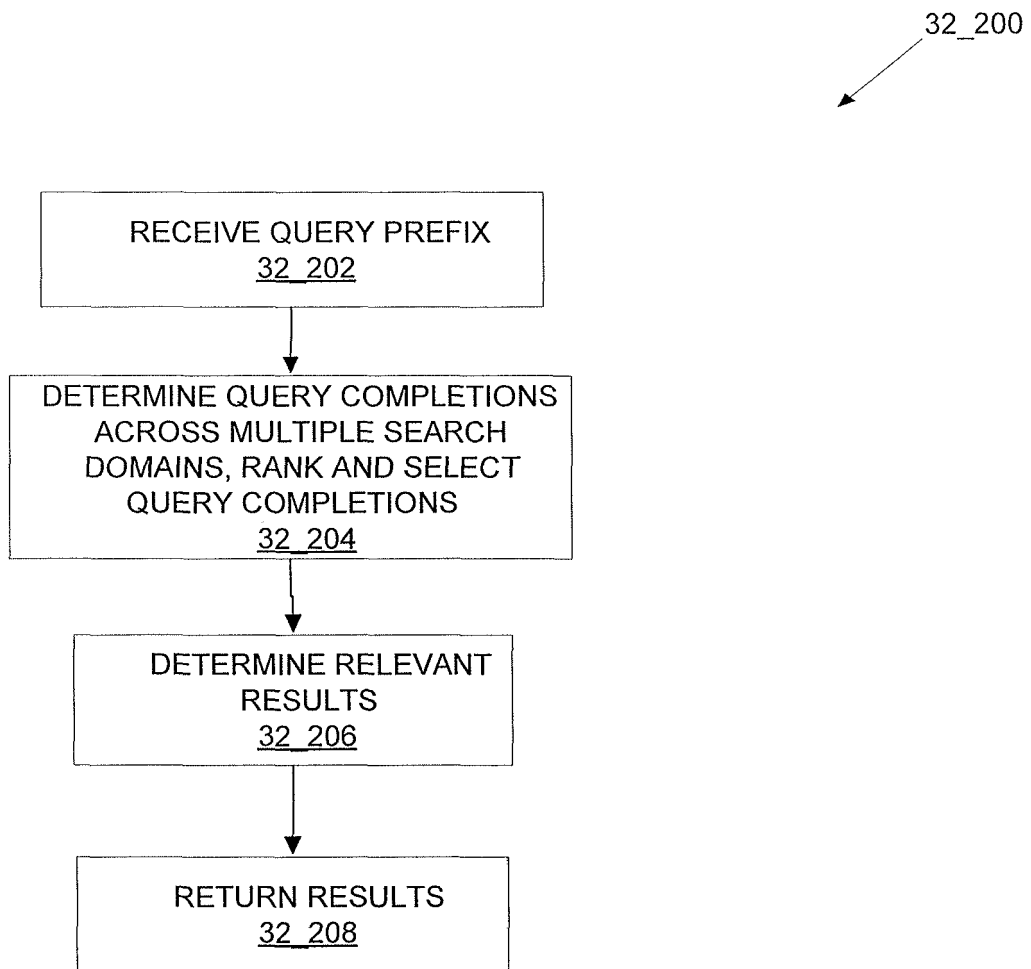 32_200
RECEIVE QUERY PREFIX
32_202
DETERMINE QUERY COMPLETIONS
ACROSS MULTIPLE SEARCH
DOMAINS, RANK AND SELECT
QUERY COMPLETIONS
32_204
DETERMINE RELEVANT
RESULTS
32_206
RETURN RESULTS
32_208